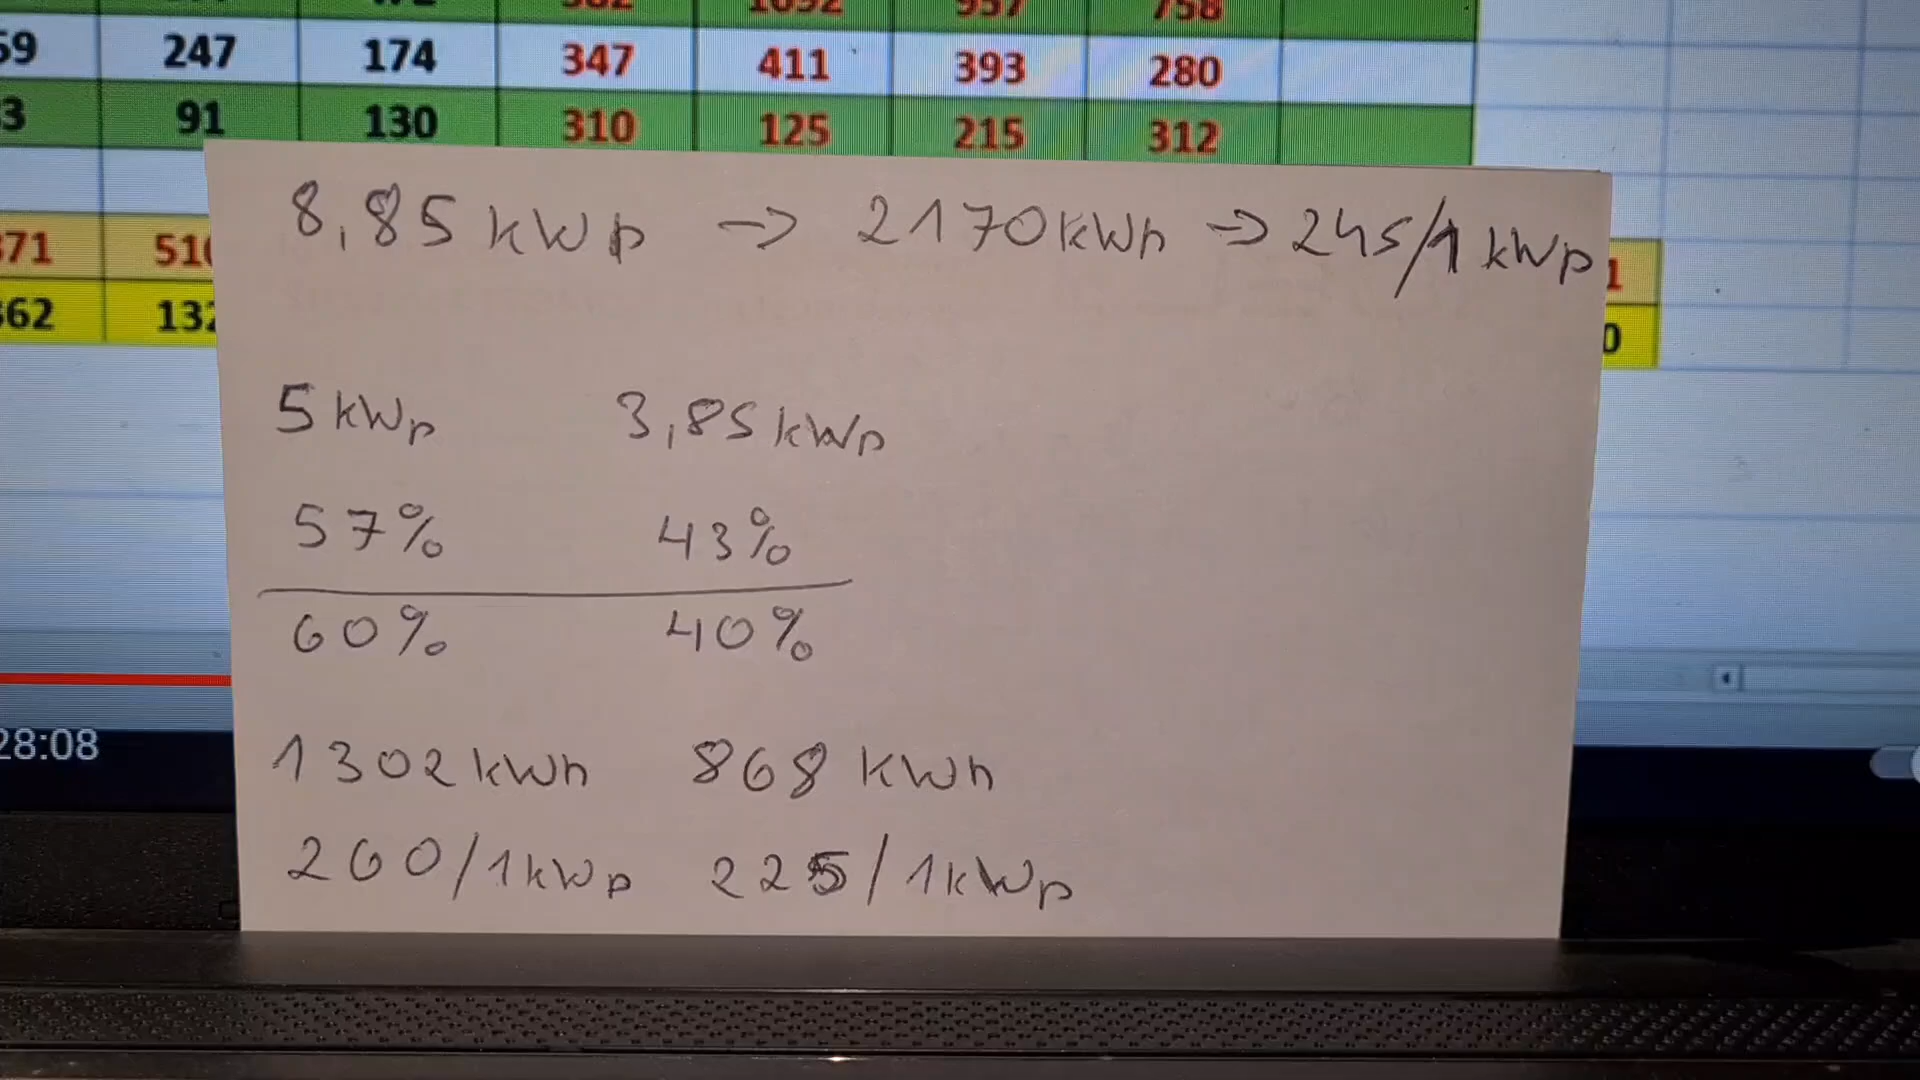 247 174 347 411 393 280
91 130 310 125 215 312
8,85 kWp → 2170 kWh → 245/1 kWp
5 kWp 3,85 kWp
57% 43%
60% 40%
1302 kWh 868 kWh
260/1kWp 225/1kWp
28:08